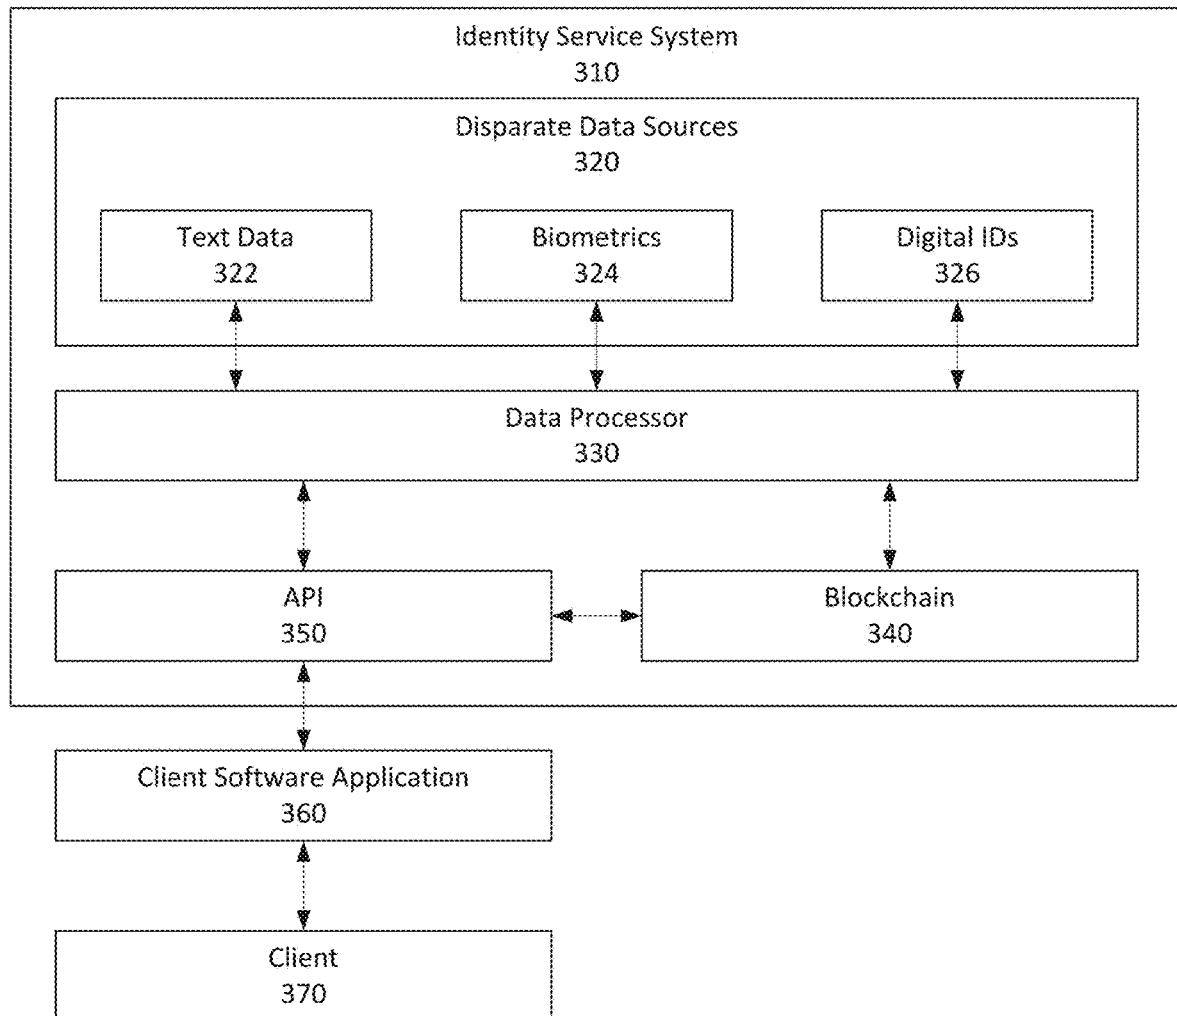 Identity Service System
310
Disparate Data Sources
320
Text Data
322
Biometrics
324
Digital IDs
326
Data Processor
330
API
350
Blockchain
340
Client Software Application
360
Client
370